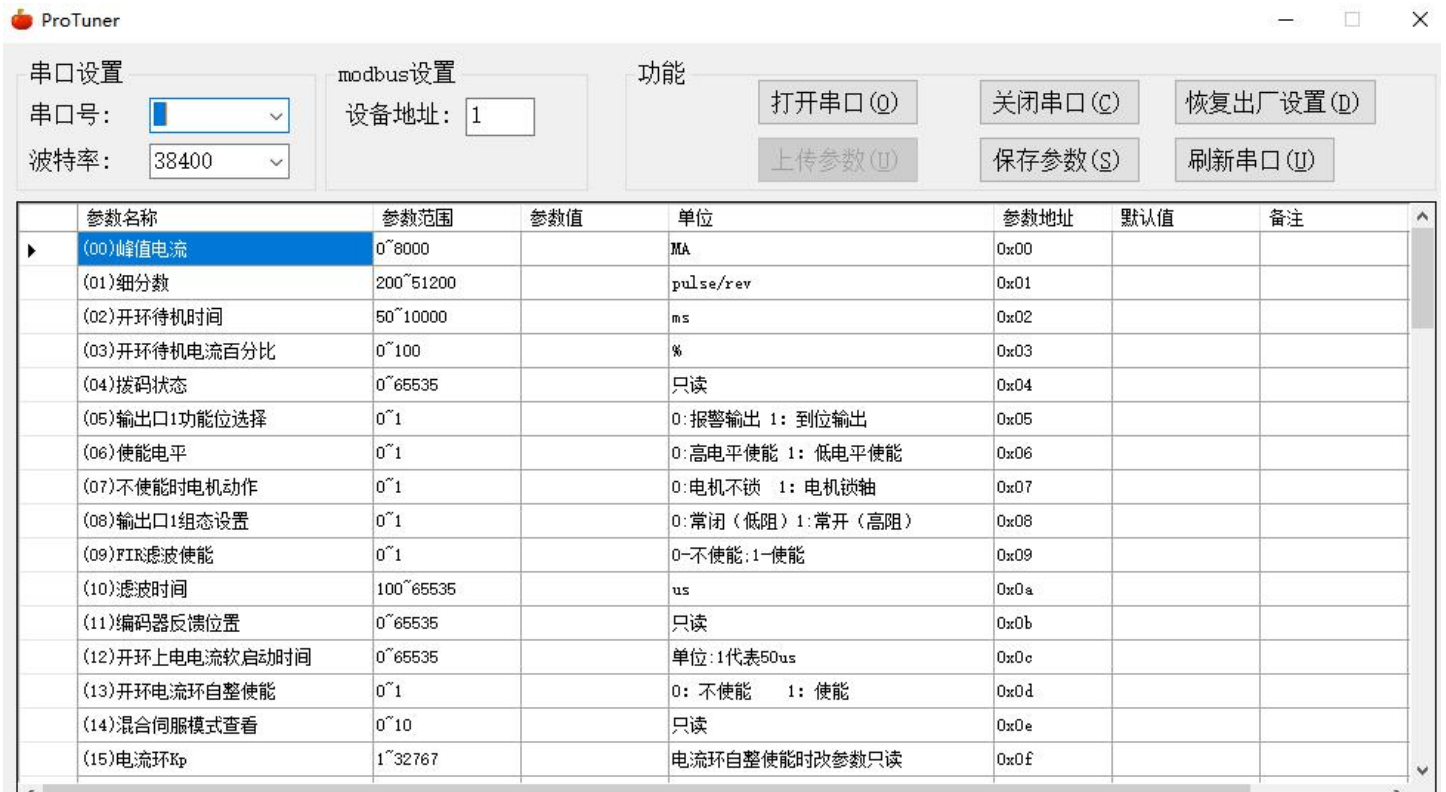 ProTuner
串口设置 modbus设置 功能
串口号: 设备地址: 1 打开串口(O) 关闭串口(C) 恢复出厂设置(D)
波特率: 38400 上传参数(U) 保存参数(S) 刷新串口(U)
参数名称 参数范围 参数值 单位 参数地址 默认值 备注
(00)峰值电流 0~8000 MA 0x00
(01)细分数 200~51200 pulse/rev 0x01
(02)开环待机时间 50~10000 ms 0x02
(03)开环待机电流百分比 0~100 % 0x03
(04)拨码状态 0~65535 只读 0x04
(05)输出口1功能位选择 0~1 0:报警输出 1: 到位输出 0x05
(06)使能电平 0~1 0:高电平使能 1: 低电平使能 0x06
(07)不使能时电机动作 0~1 0:电机不锁 1: 电机锁轴 0x07
(08)输出口1组态设置 0~1 0:常闭（低阻）1:常开（高阻） 0x08
(09)FIR滤波使能 0~1 0-不使能;1-使能 0x09
(10)滤波时间 100~65535 us 0x0a
(11)编码器反馈位置 0~65535 只读 0x0b
(12)开环上电电流软启动时间 0~65535 单位:1代表50us 0x0c
(13)开环电流环自整使能 0~1 0: 不使能 1: 使能 0x0d
(14)混合伺服模式查看 0~10 只读 0x0e
(15)电流环Kp 1~32767 电流环自整使能时改参数只读 0x0f